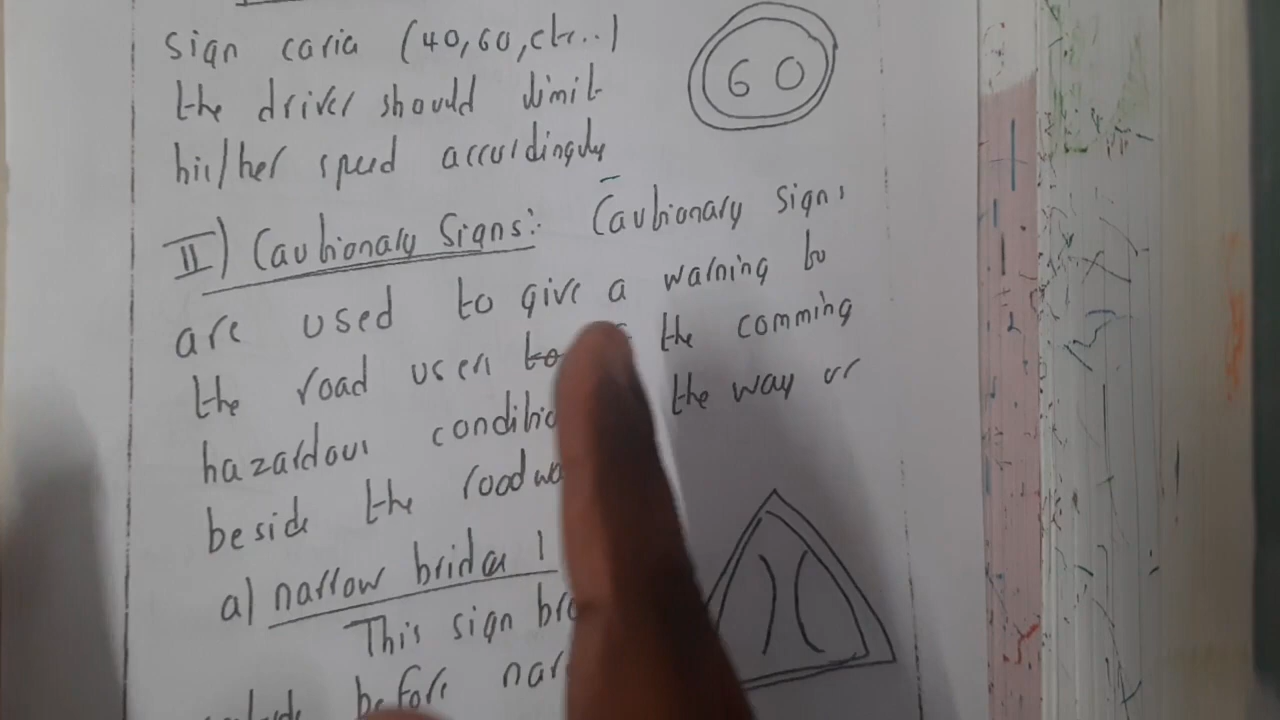 sign caria (40,60,etc..)
60
the driver should limit
his/her speed accordingly
II) Cautionary Signs:- Cautionary signs
are used to give a warning to
the road users to the comming
hazardous the way or
beside the
a) narrow bridge
This sign
before